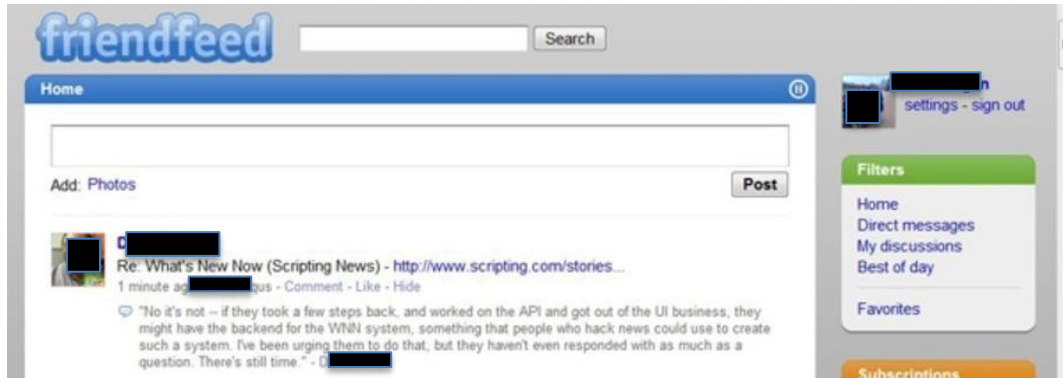 friendfeed
Search
Home
settings - sign out
Add: Photos
Post
Filters
Home
Direct messages
My discussions
Best of day
Favorites
Subscriptions
D
Re: What's New Now (Scripting News) - http://www.scripting.com/stories...
1 minute ag qus - Comment - Like - Hide
"No it's not -- if they took a few steps back, and worked on the API and got out of the UI business, they
might have the backend for the WNN system, something that people who hack news could use to create
such a system. I've been urging them to do that, but they haven't even responded with as much as a
question. There's still time." - D